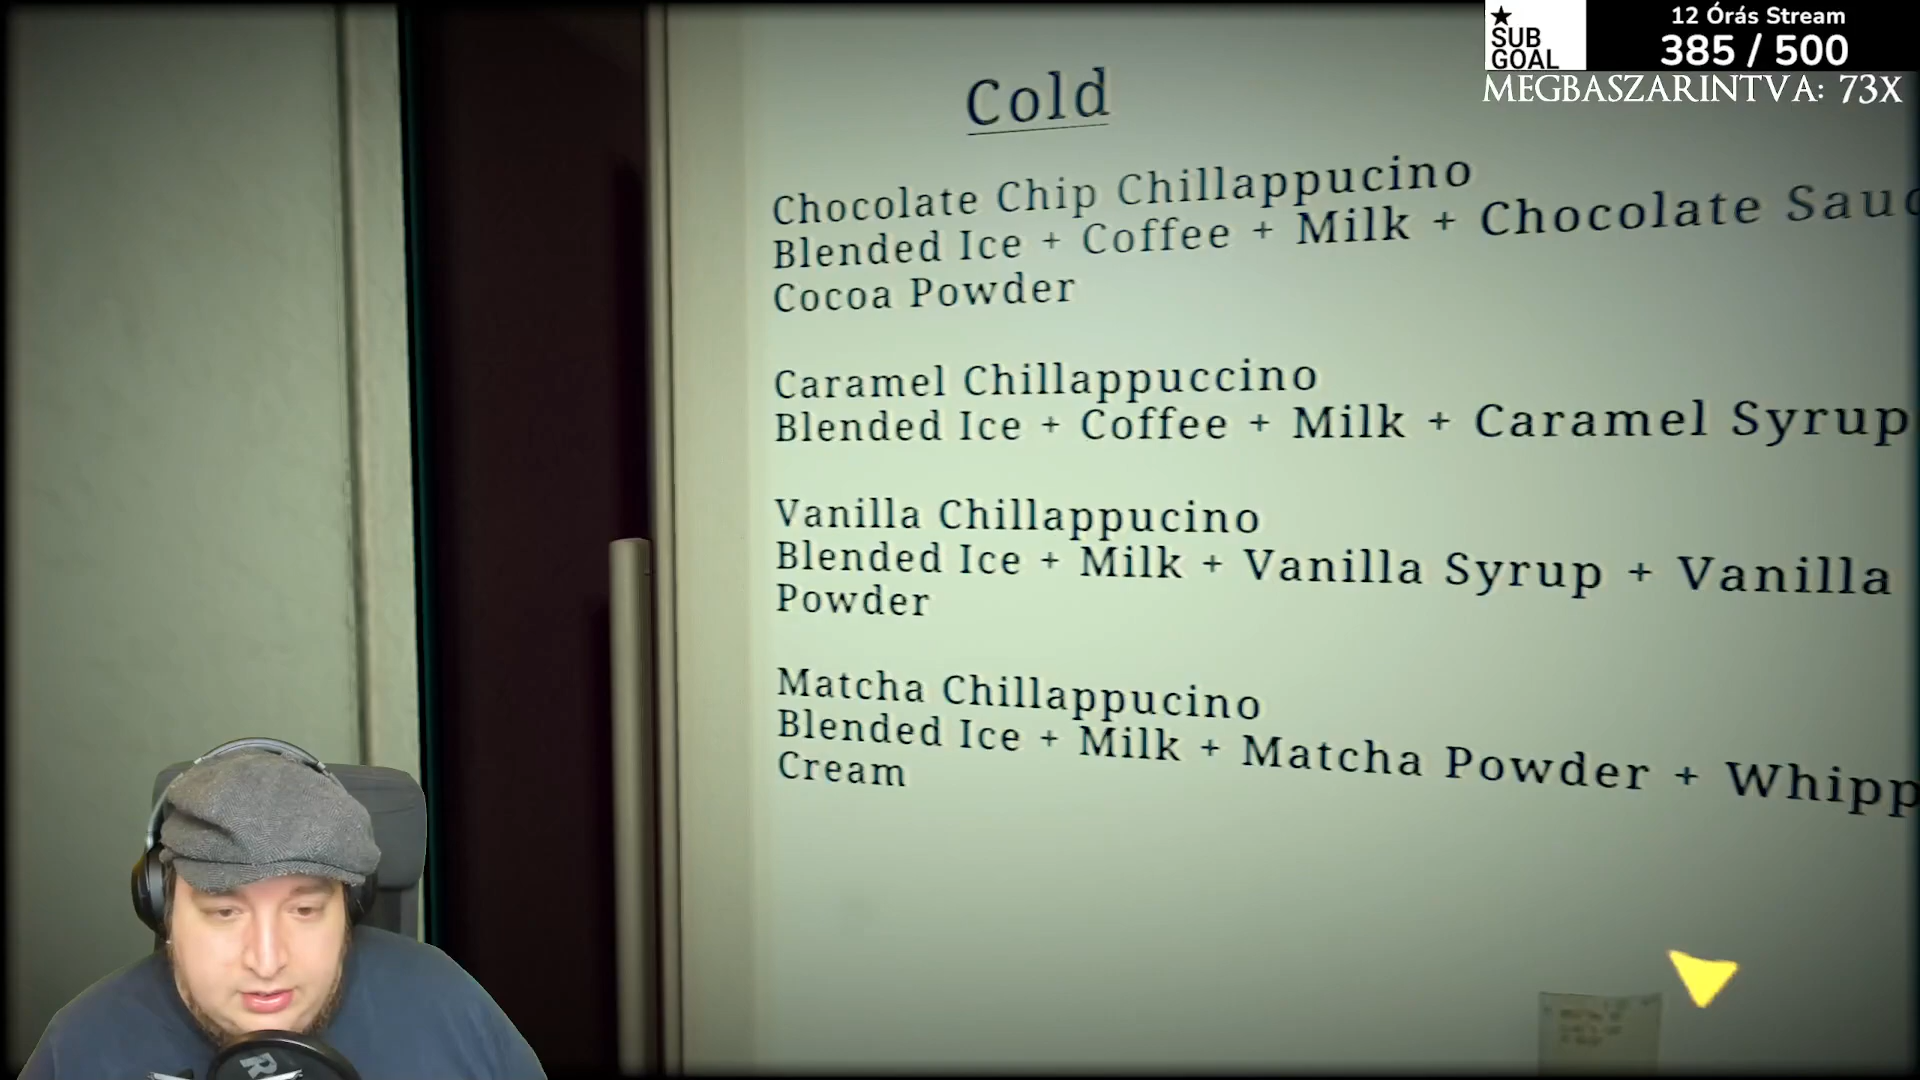 12 Órás Stream
SUB
GOAL
385 / 500
MEGBASZARINTVA: 73X
Cold
Chocolate Chip Chillappucino
Blended Ice + Coffee + Milk + Chocolate
Cocoa Powder
Caramel Chillappuccino
Blended Ice + Coffee + Milk + Caramel Syrup
Vanilla Chillappucino
Blended Ice + Milk + Vanilla Syrup + Vanilla
Powder
Matcha Chillappucino
Blended Ice + Milk + Matcha Powder +
Cream